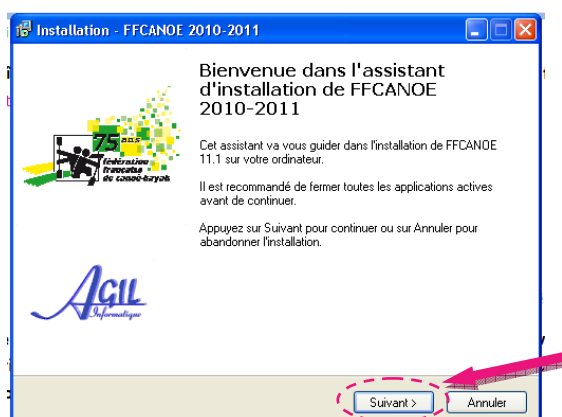 Installation - FFCANOE 2010-2011
Bienvenue dans l'assistant
d'installation de FFCANOE
2010-2011
Cet assistant va vous guider dans l'installation de FFCANOE
11.1 sur votre ordinateur.
Il est recommandé de fermer toutes les applications actives
avant de continuer.
Appuyez sur Suivant pour continuer ou sur Annuler pour
abandonner l'installation.
75 ans
fédération
française
de canoë-kayak
AGIL
Informatique
Suivant >
Annuler